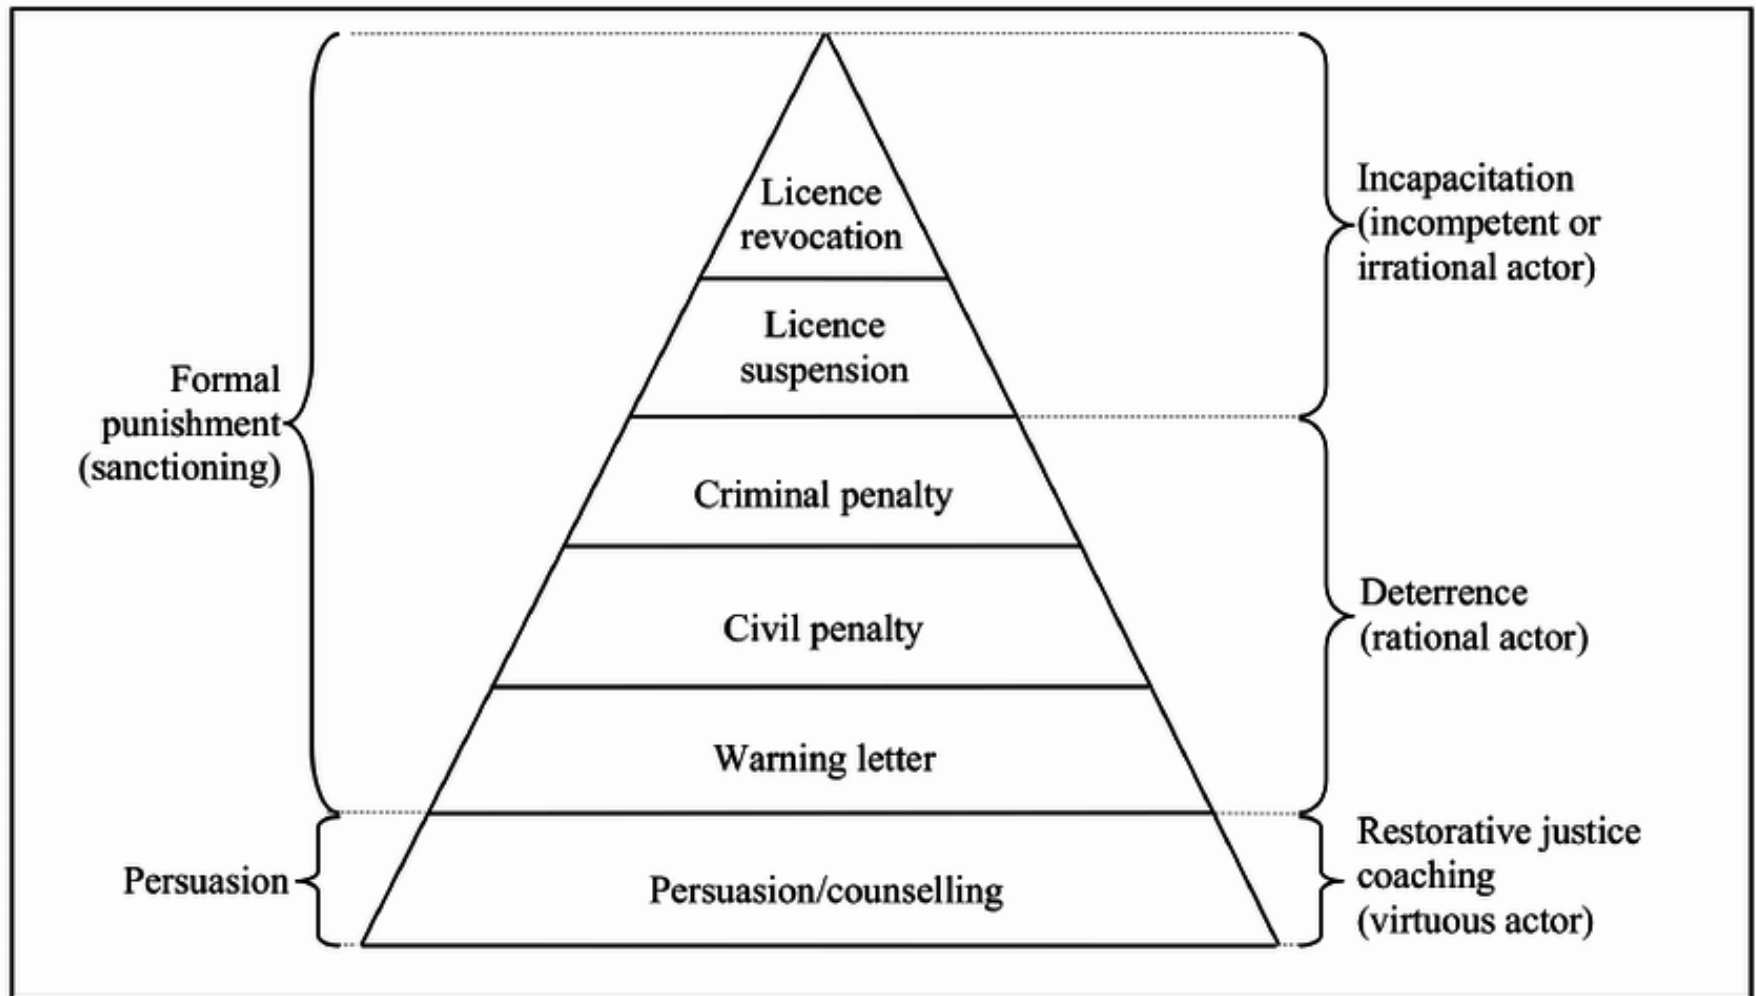 Licence
revocation
Licence
suspension
Criminal penalty
Civil penalty
Warning letter
Persuasion/counselling
Formal
punishment
(sanctioning)
Persuasion
Incapacitation
(incompetent or
irrational actor)
Deterrence
(rational actor)
Restorative justice
coaching
(virtuous actor)